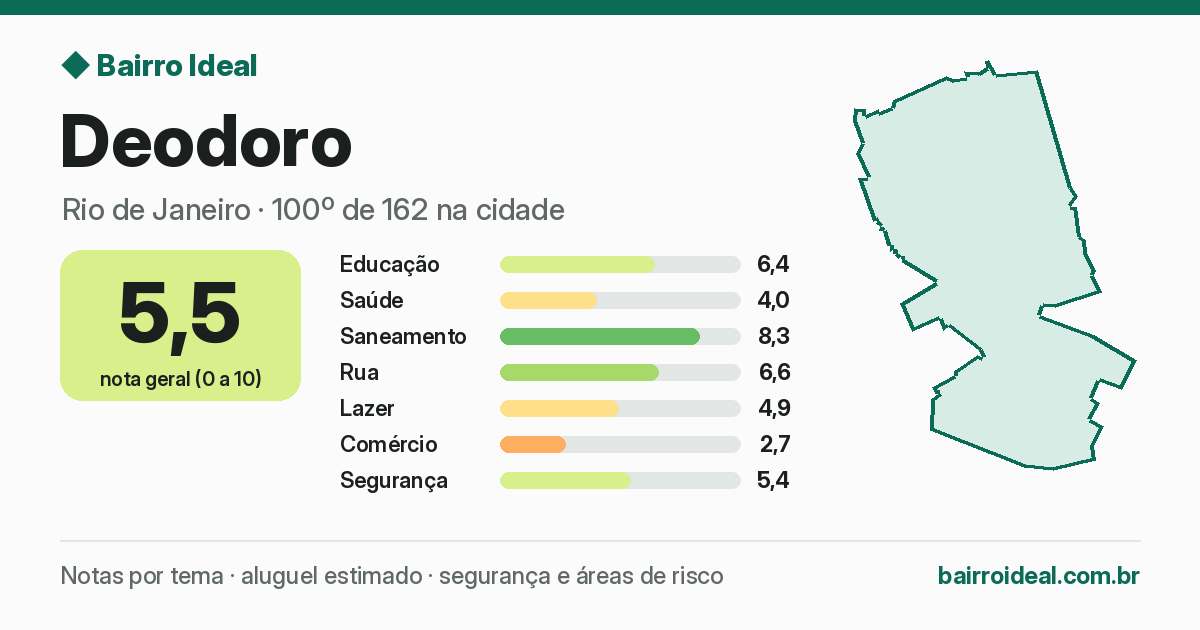 Bairro Ideal
Deodoro
Rio de Janeiro · 100º de 162 na cidade
5,5
nota geral (0 a 10)
Educação 6,4
Saúde 4,0
Saneamento 8,3
Rua 6,6
Lazer 4,9
Comércio 2,7
Segurança 5,4
Notas por tema · aluguel estimado · segurança e áreas de risco
bairroideal.com.br